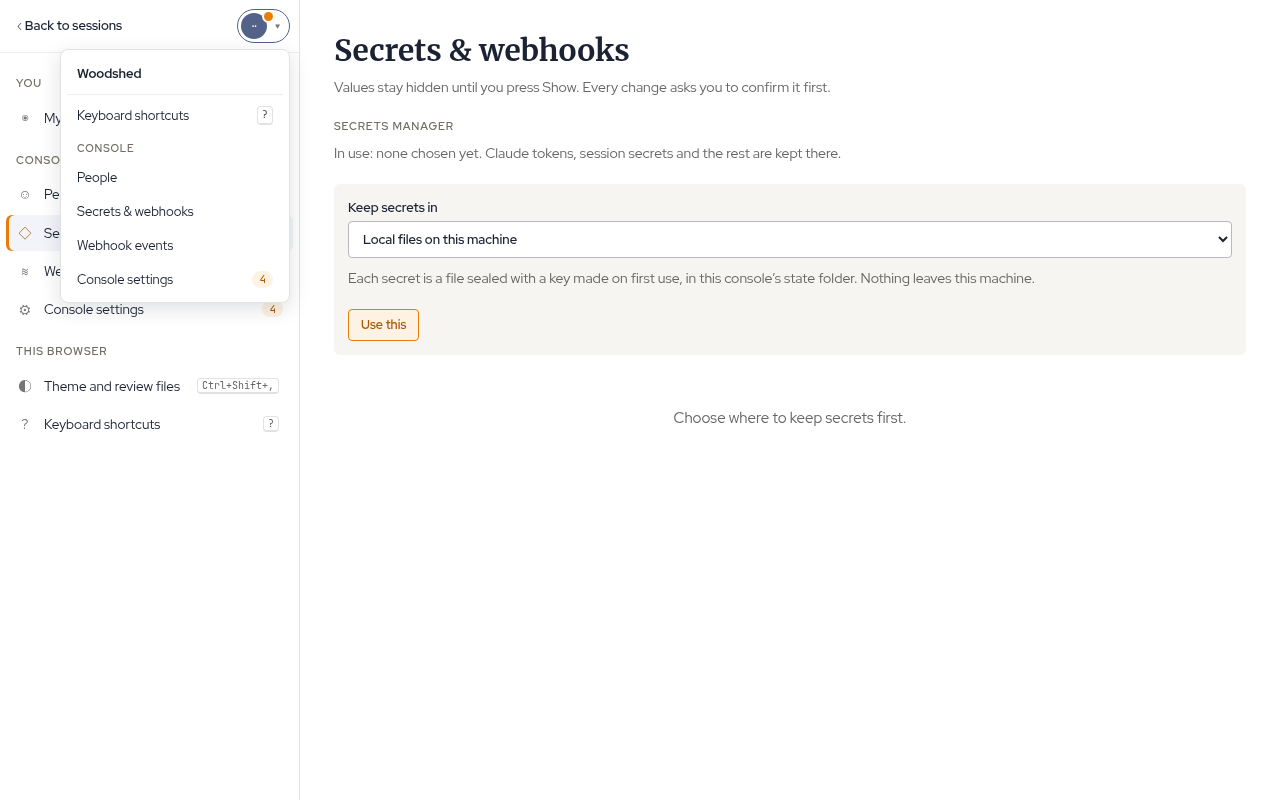 ‹ Back to sessions
Woodshed
Keyboard shortcuts ?
CONSOLE
People
Secrets & webhooks
Webhook events
Console settings 4
YOU
My
CONSO
Pe
Se
We
Console settings 4
THIS BROWSER
Theme and review files Ctrl+Shift+,
? Keyboard shortcuts ?
Secrets & webhooks
Values stay hidden until you press Show. Every change asks you to confirm it first.
SECRETS MANAGER
In use: none chosen yet. Claude tokens, session secrets and the rest are kept there.
Keep secrets in
Local files on this machine
Each secret is a file sealed with a key made on first use, in this console’s state folder. Nothing leaves this machine.
Use this
Choose where to keep secrets first.